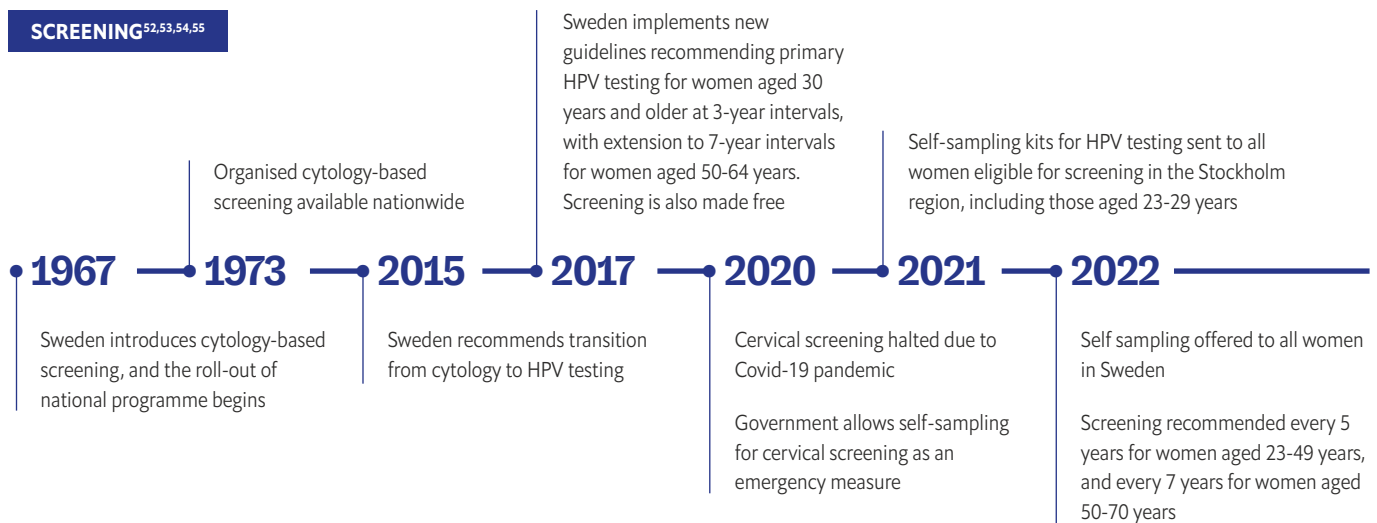 SCREENING52,53,54,55
Sweden implements new
guidelines recommending primary
HPV testing for women aged 30
years and older at 3-year intervals,
with extension to 7-year intervals
for women aged 50-64 years.
Screening is also made free
Organised cytology-based
screening available nationwide
Self-sampling kits for HPV testing sent to all
women eligible for screening in the Stockholm
region, including those aged 23-29 years
1967 1973 2015 2017 2020 2021 2022
Sweden introduces cytology-based
screening, and the roll-out of
national programme begins
Sweden recommends transition
from cytology to HPV testing
Cervical screening halted due to
Covid-19 pandemic
Government allows self-sampling
for cervical screening as an
emergency measure
Self sampling offered to all women
in Sweden
Screening recommended every 5
years for women aged 23-49 years,
and every 7 years for women aged
50-70 years